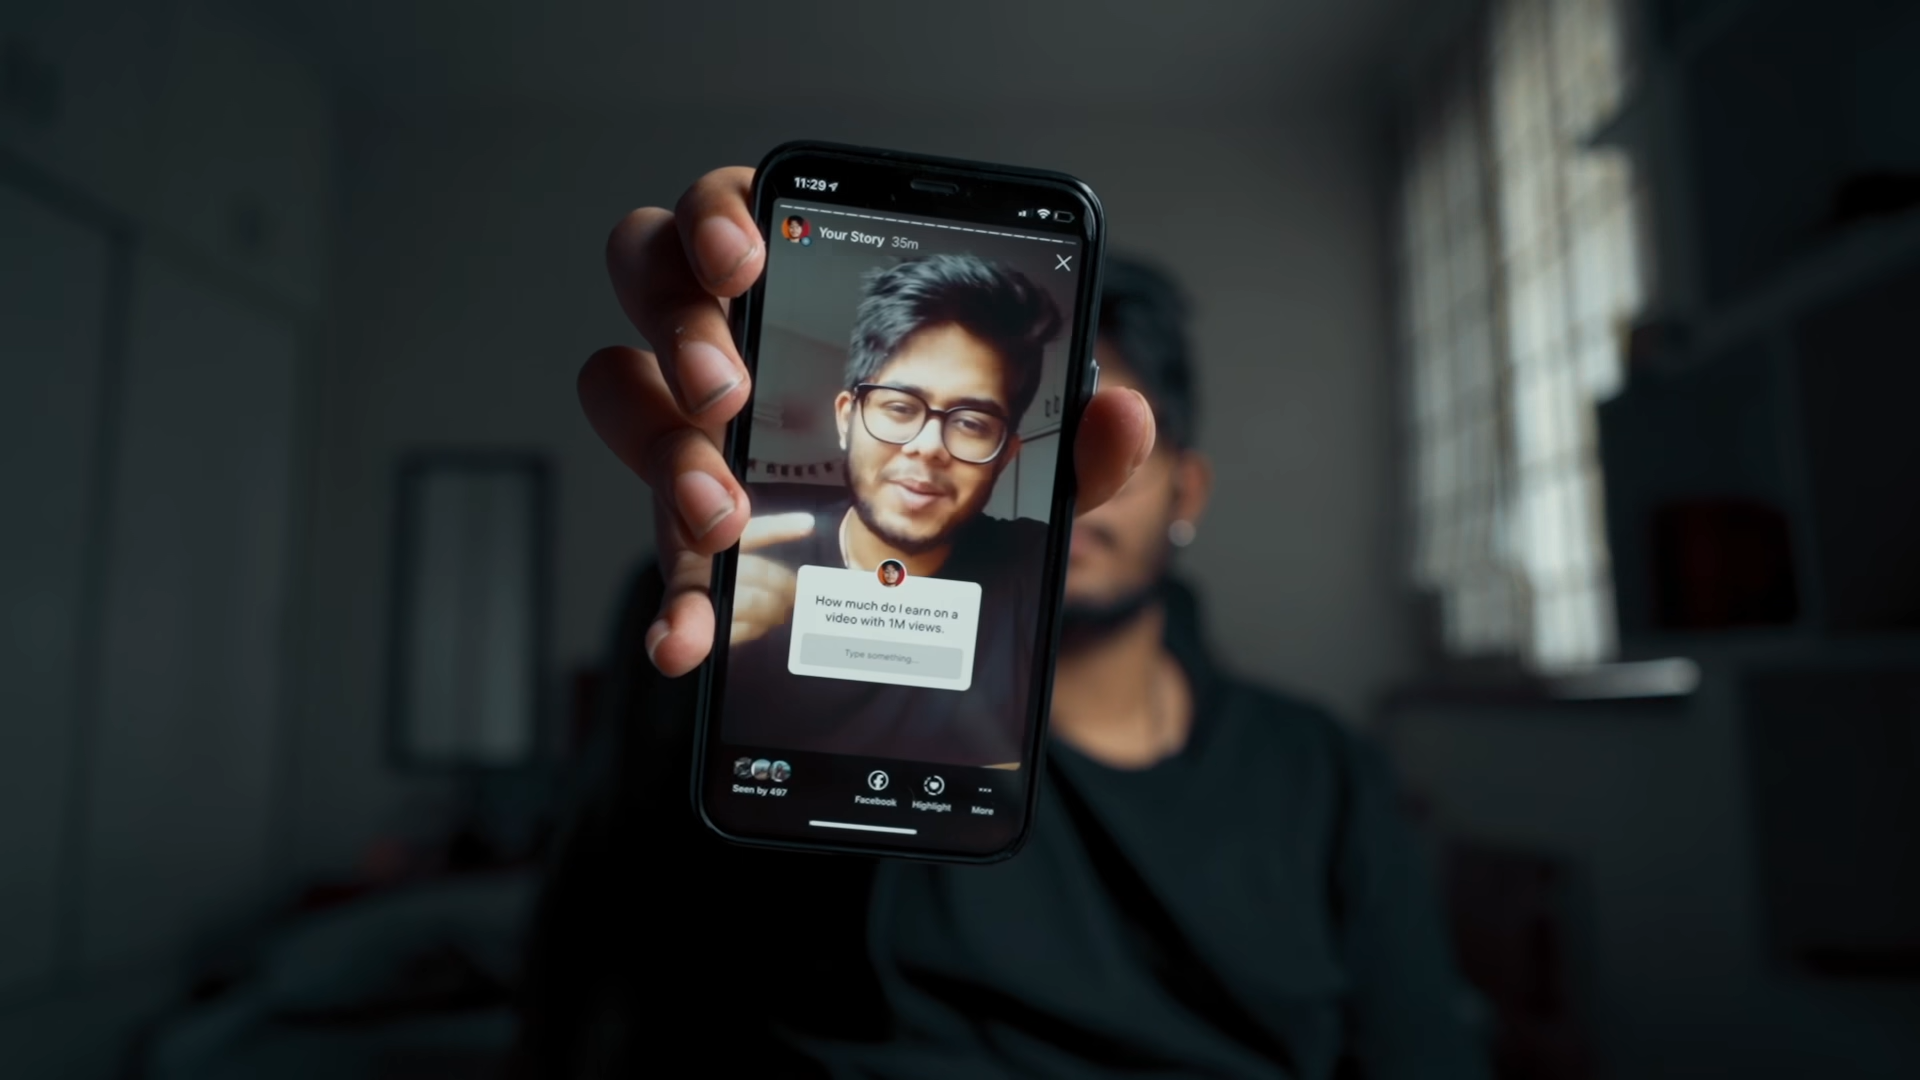 11:29
Your Story 35m
How much do I earn on a
video with 1M views.
Type something...
Seen by 497
Facebook
Highlight
More